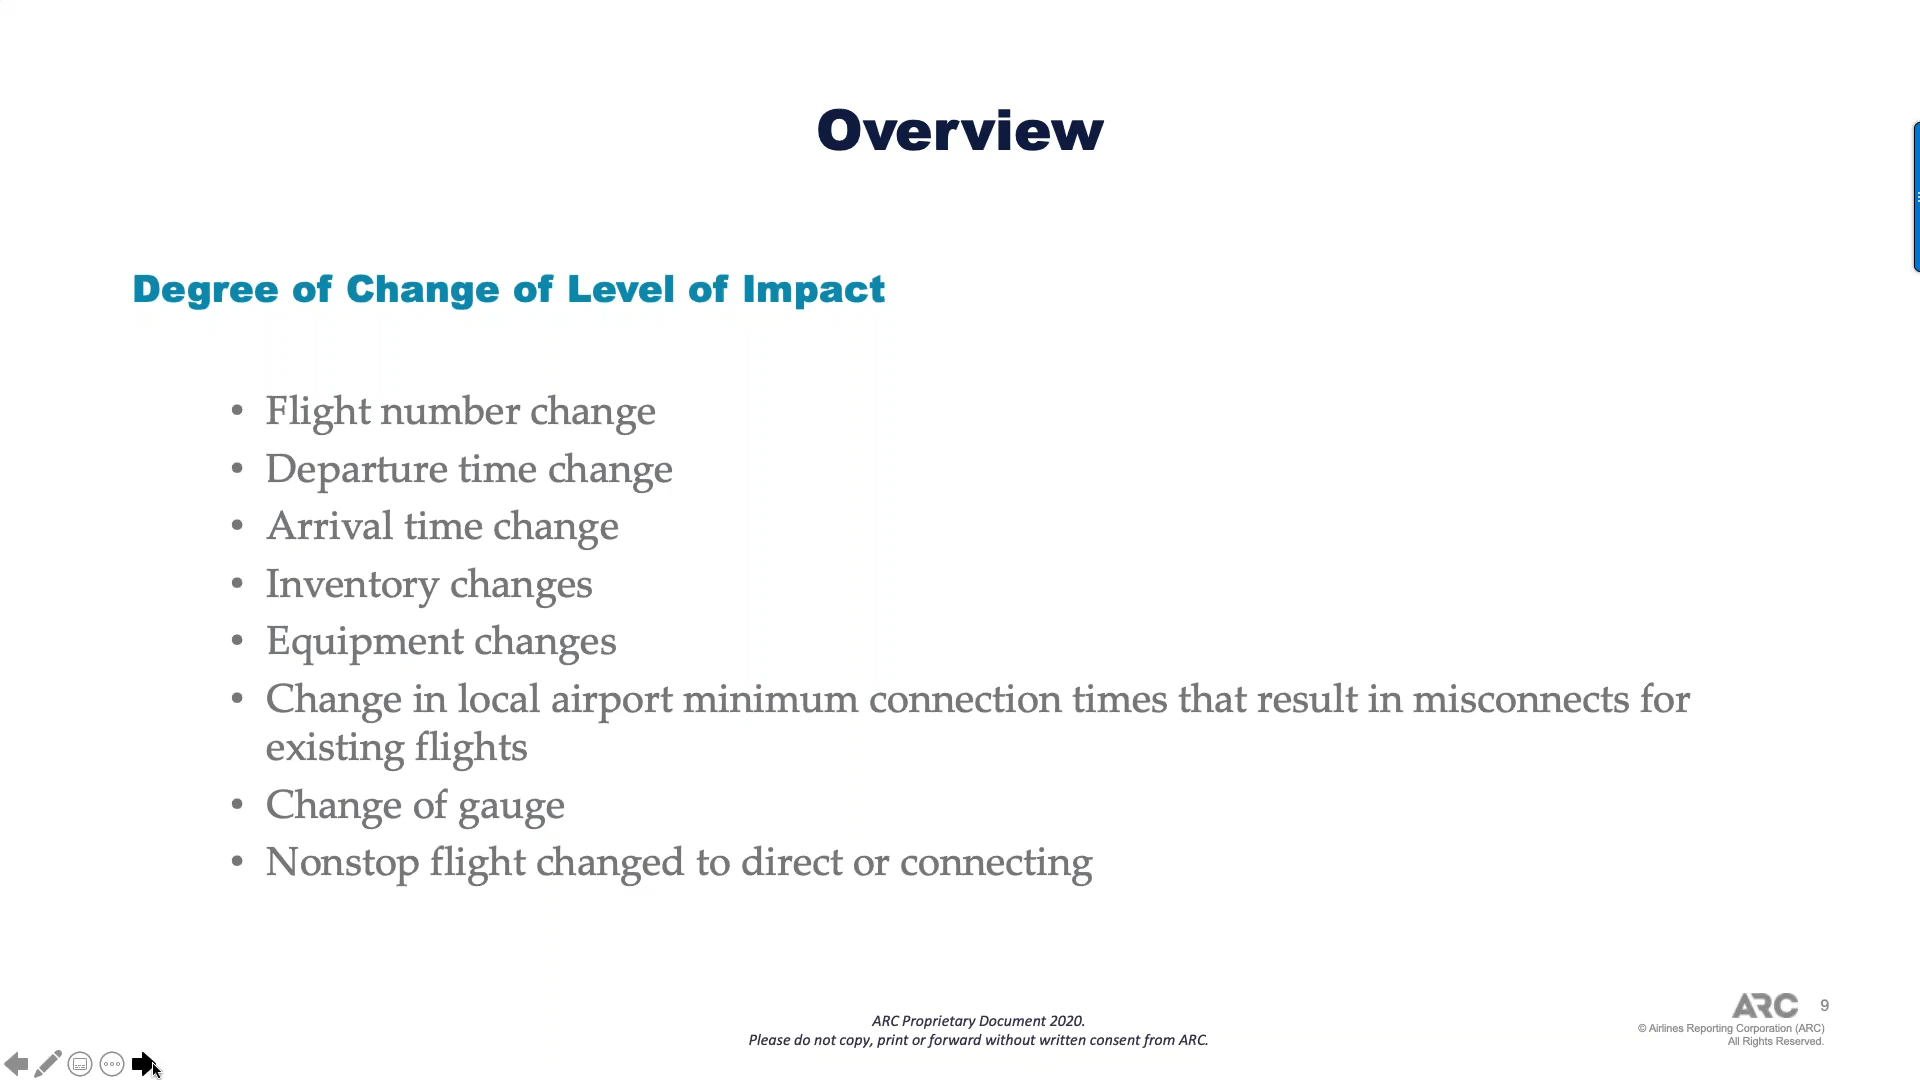 Overview
Degree of Change of Level of Impact
• Flight number change
• Departure time change
• Arrival time change
• Inventory changes
• Equipment changes
• Change in local airport minimum connection times that result in misconnects for
existing flights
• Change of gauge
• Nonstop flight changed to direct or connecting
ARC Proprietary Document 2020.
Please do not copy, print or forward without written consent from ARC.
ARC 9
© Airlines Reporting Corporation (ARC)
All Rights Reserved.